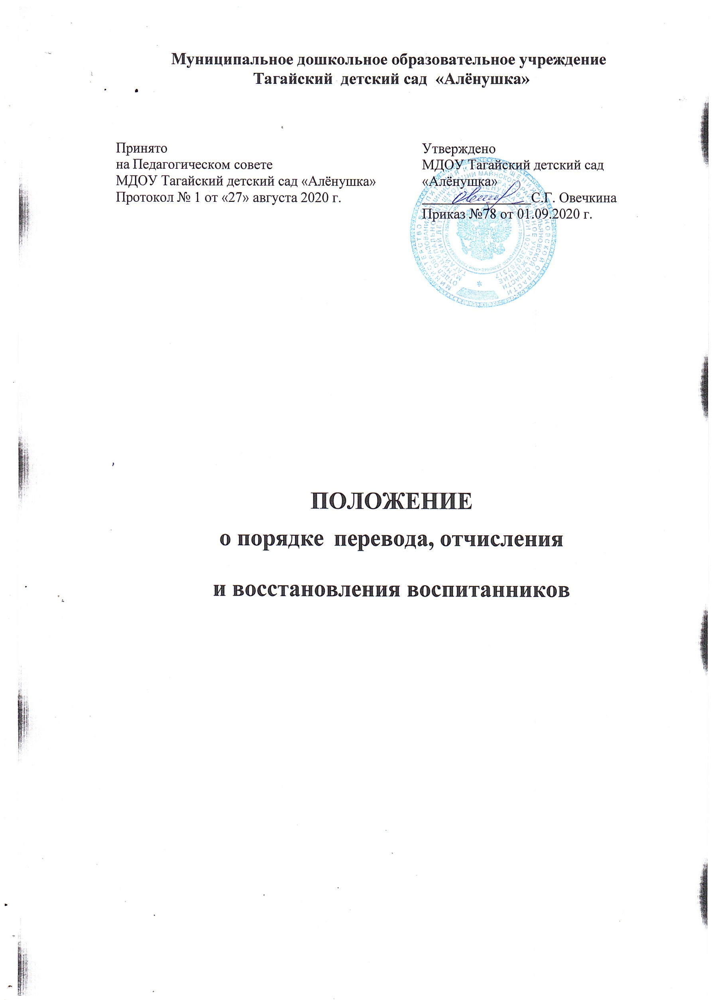 Муниципальное дошкольное образовательное учреждение
Тагайский детский сад «Алёнушка»
Принято
на Педагогическом совете
МДОУ Тагайский детский сад «Алёнушка»
Протокол № 1 от «27» августа 2020 г.
Утверждено
МДОУ Тагайский детский сад
«Алёнушка»
С.Г. Овечкина
Приказ №78 от 01.09.2020 г.
ПОЛОЖЕНИЕ
о порядке перевода, отчисления
и восстановления воспитанников